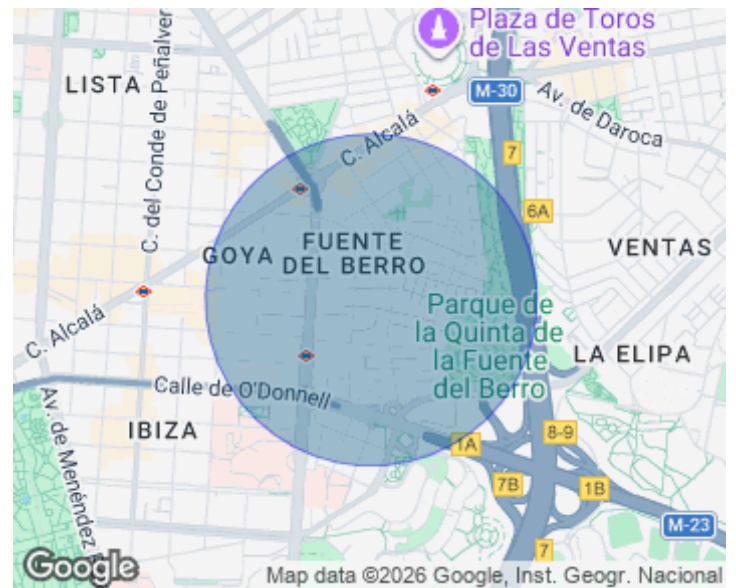 Plaza de Toros
de Las Ventas
LISTA
M-30
Av. de Daroca
C. del Conde de Peñalver
C. Alcalá
7
6A
GOYA
FUENTE
DEL BERRO
VENTAS
Parque de
la Quinta de
la Fuente
del Berro
C. Alcalá
LA ELIPA
Calle de O'Donnell
Av. de Menéndez
IBIZA
1A
8-9
7B
1B
M-23
7
Google
Map data ©2026 Google, Inst. Geogr. Nacional